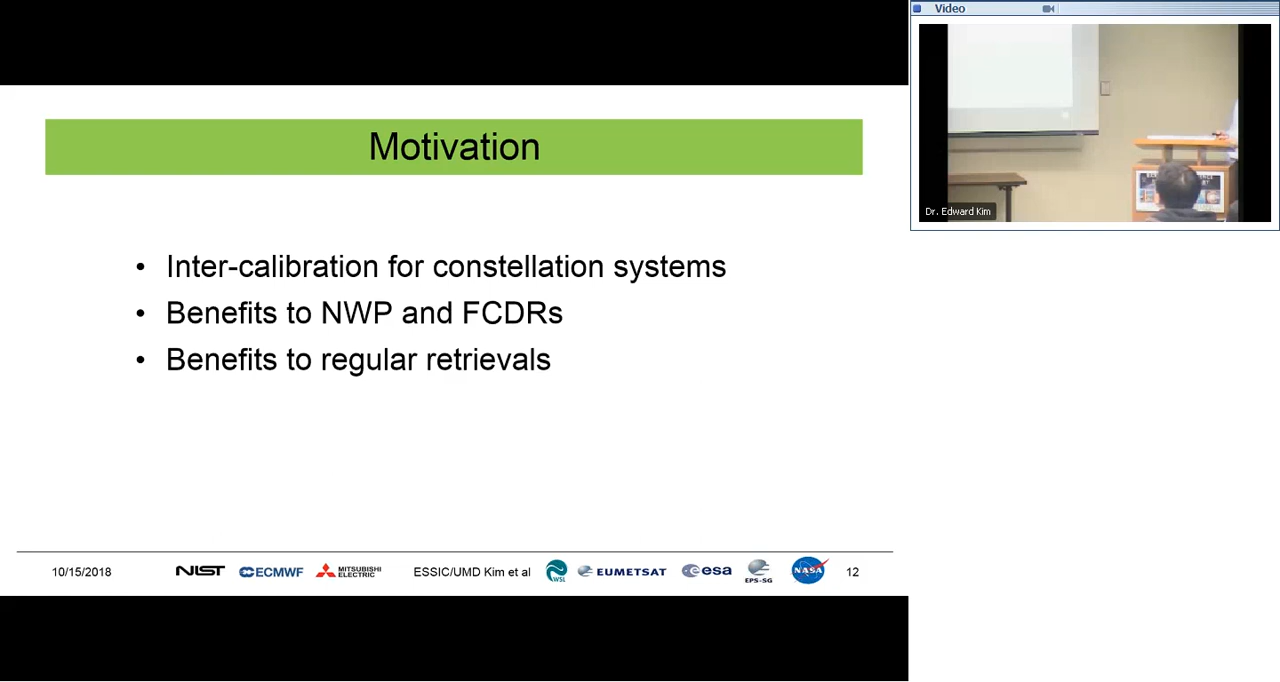 Video
Motivation
Dr. Edward Kim
• Inter-calibration for constellation systems
• Benefits to NWP and FCDRs
• Benefits to regular retrievals
10/15/2018 NIST ECMWF MITSUBISHI ELECTRIC ESSIC/UMD Kim et al WSL EUMETSAT esa EPS-SG NASA 12